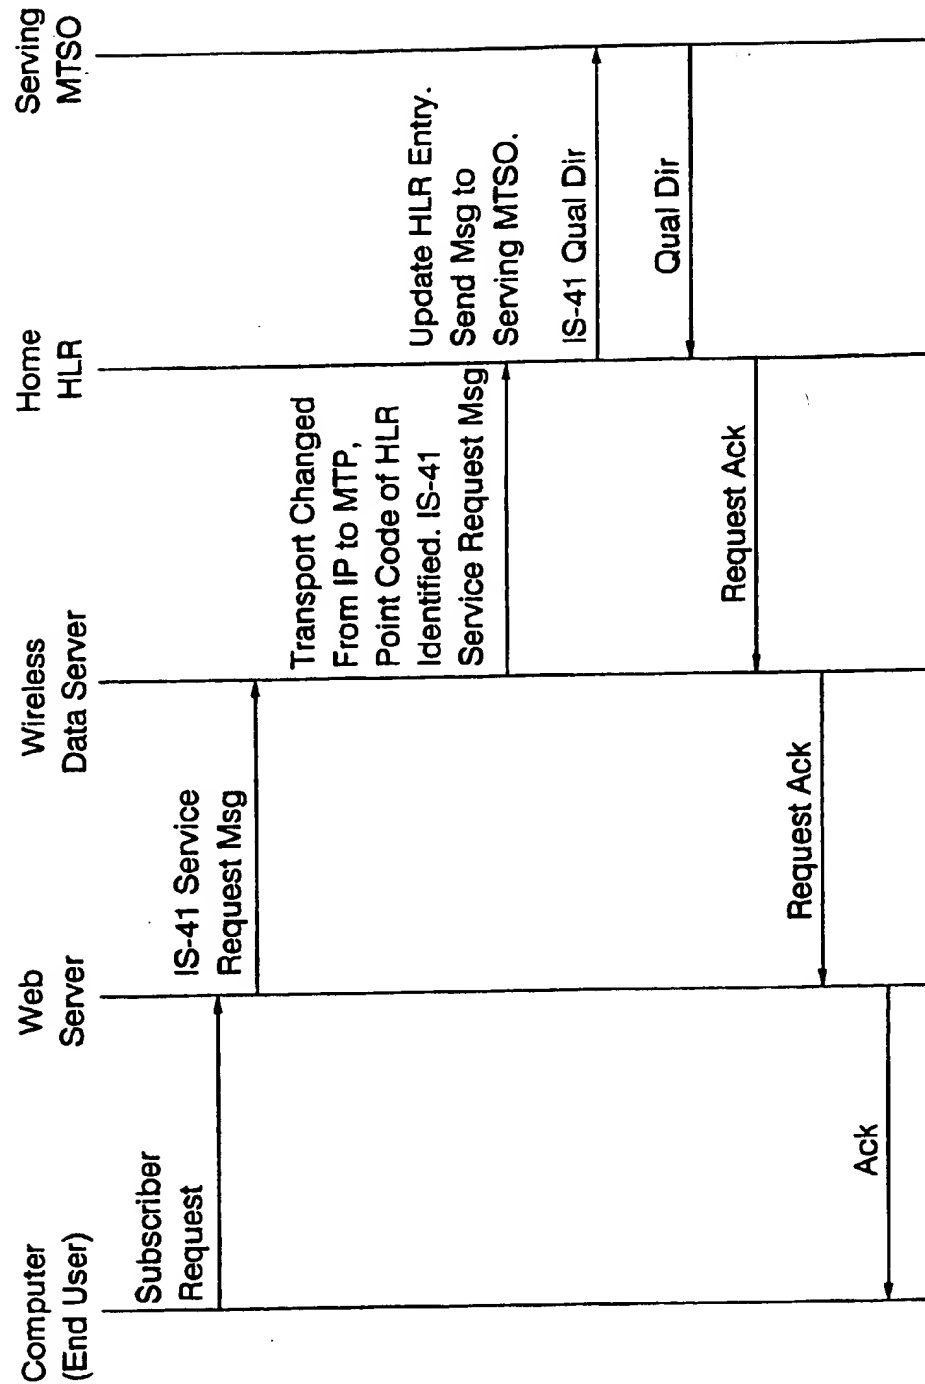 Computer
(End User)
Web
Server
Wireless
Data Server
Home
HLR
Serving
MTSO
Subscriber
Request
IS-41 Service
Request Msg
Transport Changed
From IP to MTP,
Point Code of HLR
Identified. IS-41
Service Request Msg
Update HLR Entry.
Send Msg to
Serving MTSO.
IS-41 Qual Dir
Qual Dir
Request Ack
Request Ack
Ack